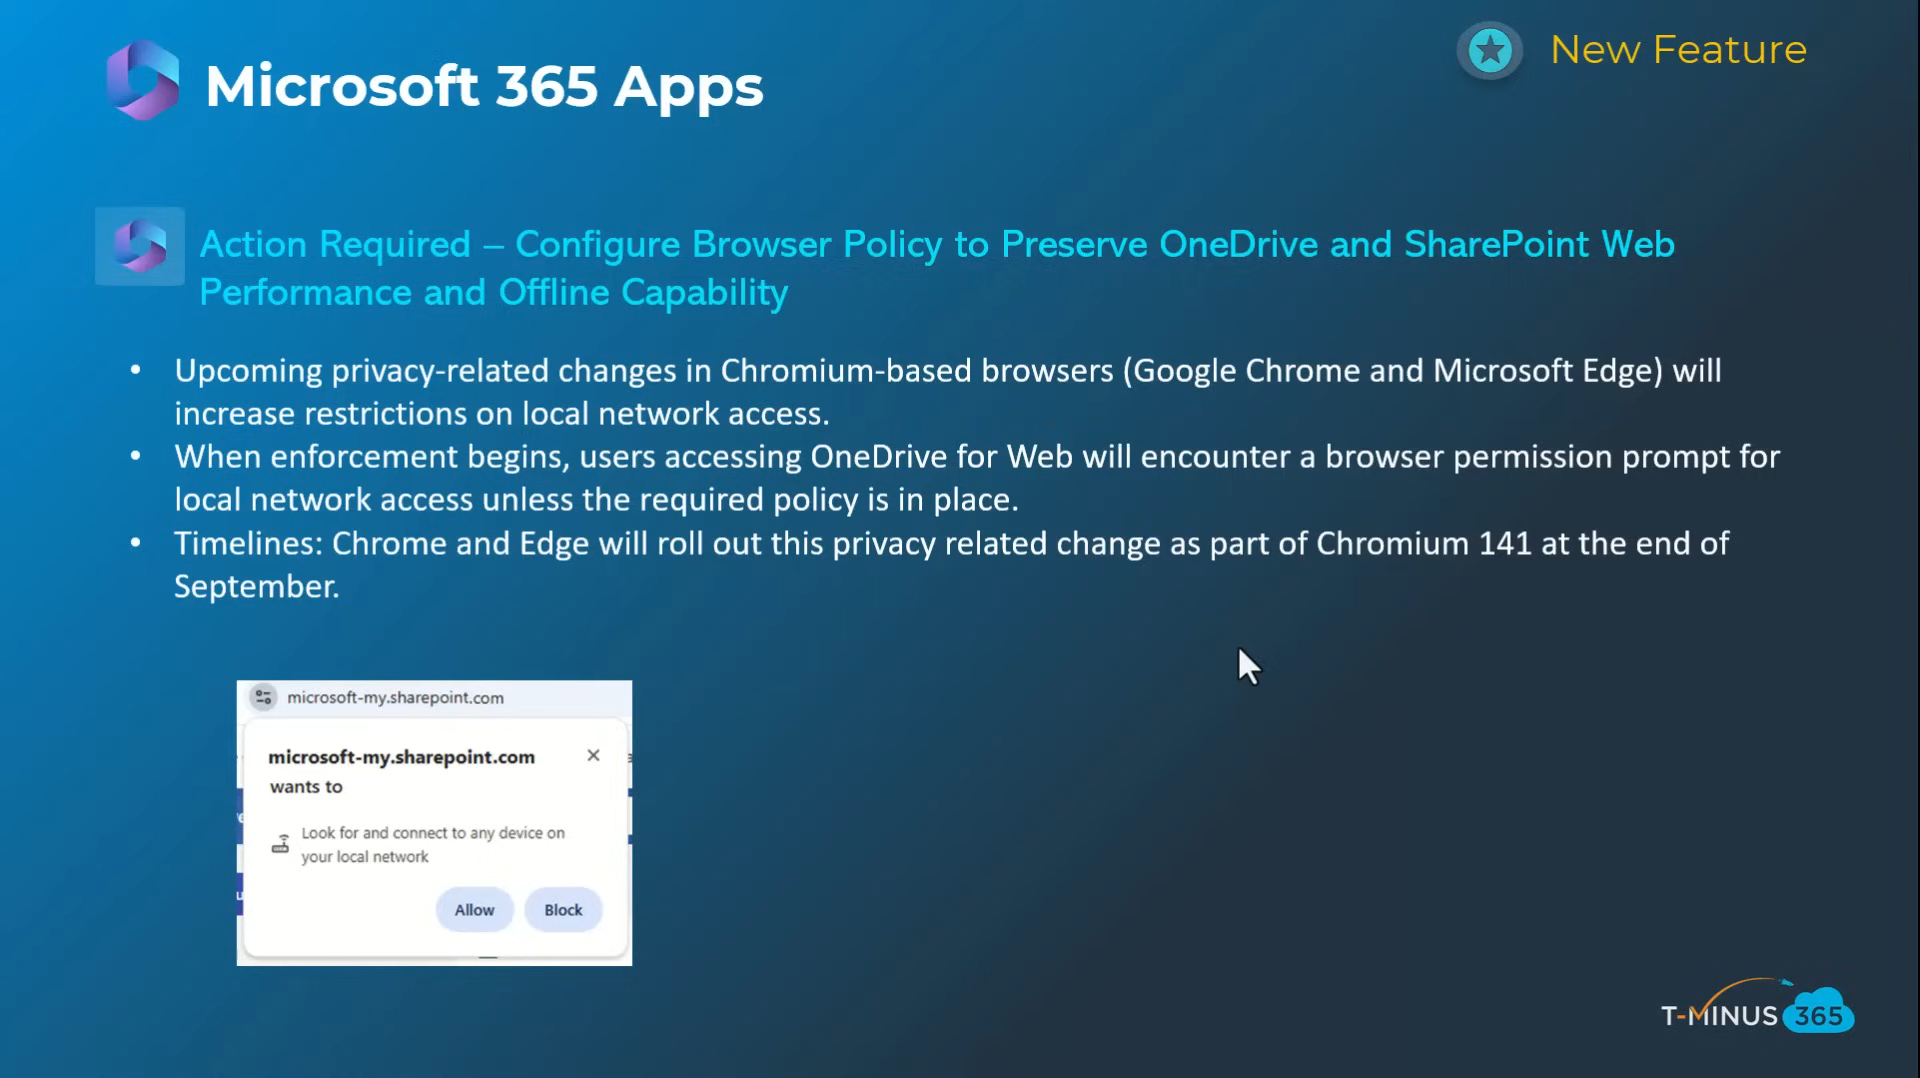 Microsoft 365 Apps
New Feature
Action Required – Configure Browser Policy to Preserve OneDrive and SharePoint Web
Performance and Offline Capability
• Upcoming privacy-related changes in Chromium-based browsers (Google Chrome and Microsoft Edge) will
increase restrictions on local network access.
• When enforcement begins, users accessing OneDrive for Web will encounter a browser permission prompt for
local network access unless the required policy is in place.
• Timelines: Chrome and Edge will roll out this privacy related change as part of Chromium 141 at the end of
September.
microsoft-my.sharepoint.com
microsoft-my.sharepoint.com
wants to
Look for and connect to any device on
your local network
Allow Block
T-MINUS 365